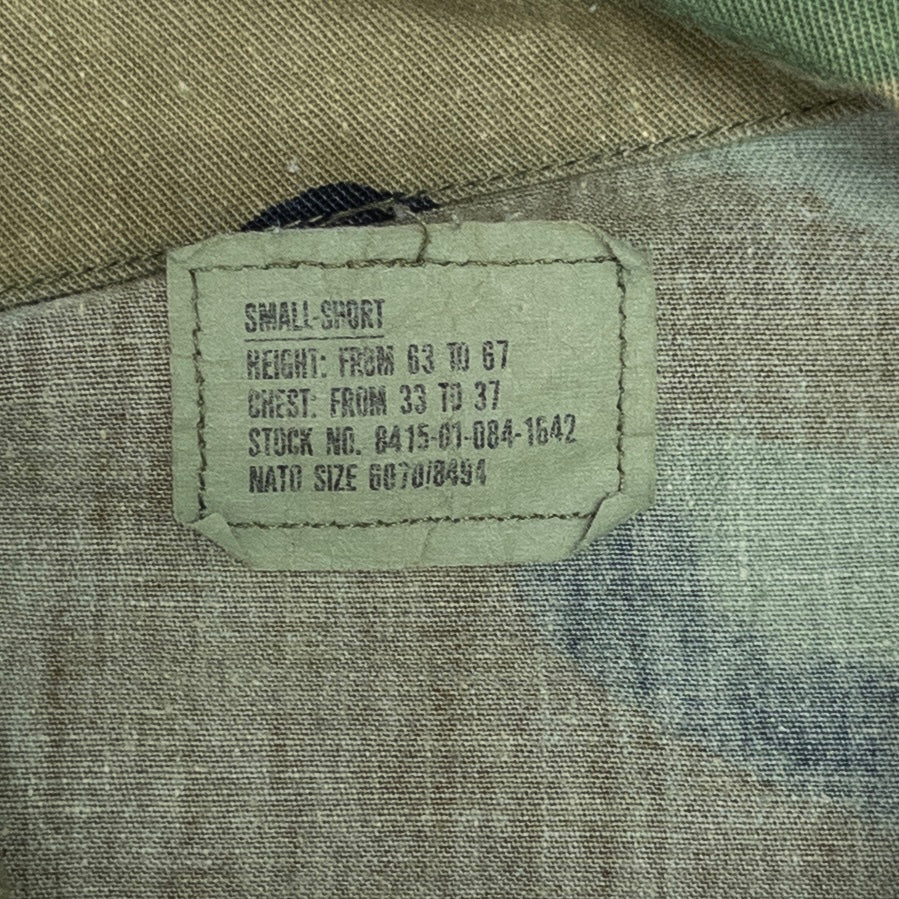 SMALL-SHORT
HEIGHT: FROM 63 TO 67
CHEST: FROM 33 TO 37
STOCK NO. 8415-01-084-1642
NATO SIZE 6070/8494